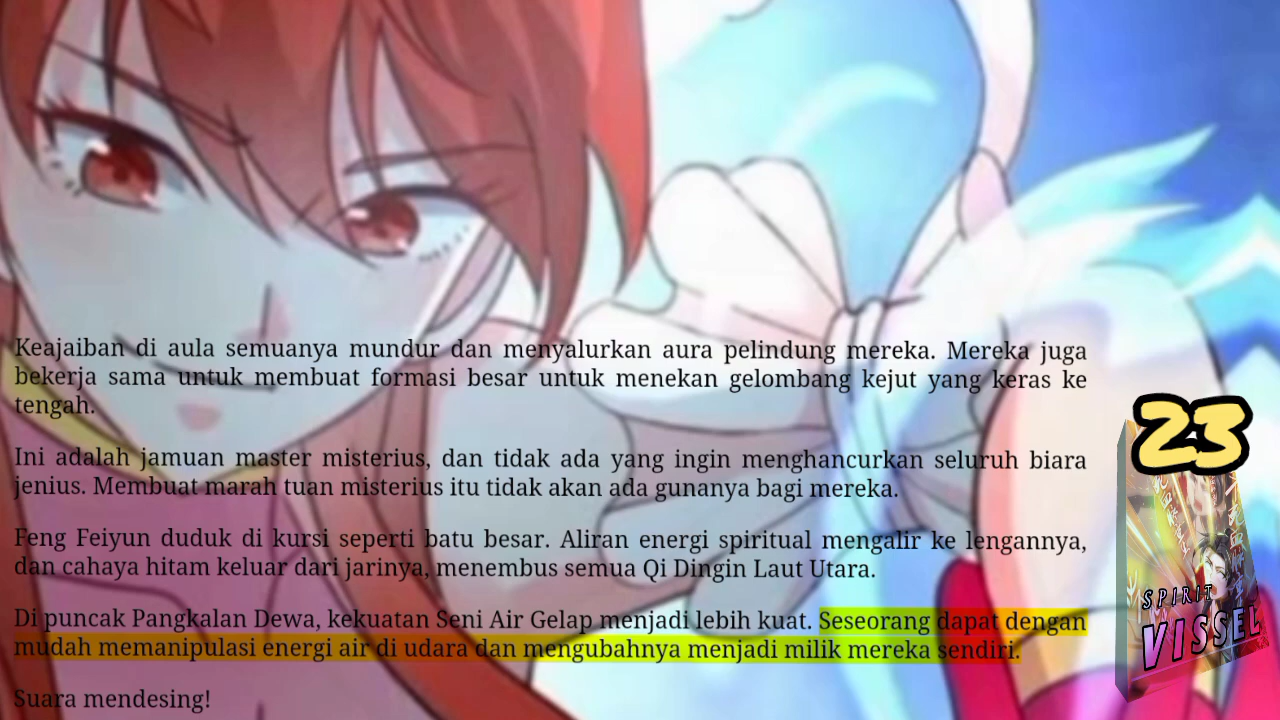 Keajaiban di aula semuanya mundur dan menyalurkan aura pelindung mereka. Mereka juga
bekerja sama untuk membuat formasi besar untuk menekan gelombang kejut yang keras ke
tengah.
Ini adalah jamuan master misterius, dan tidak ada yang ingin menghancurkan seluruh biara
jenius. Membuat marah tuan misterius itu tidak akan ada gunanya bagi mereka.
Feng Feiyun duduk di kursi seperti batu besar. Aliran energi spiritual mengalir ke lengannya,
dan cahaya hitam keluar dari jarinya, menembus semua Qi Dingin Laut Utara.
Di puncak Pangkalan Dewa, kekuatan Seni Air Gelap menjadi lebih kuat. Seseorang dapat dengan
mudah memanipulasi energi air di udara dan mengubahnya menjadi milik mereka sendiri.
Suara mendesing!
23
SPIRIT
VISSEL